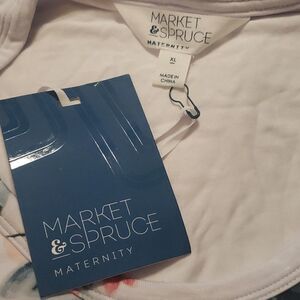 MARKET
& SPRUCE
MATERNITY
XL
MADE IN
CHINA
MARKET
& SPRUCE
MATERNITY